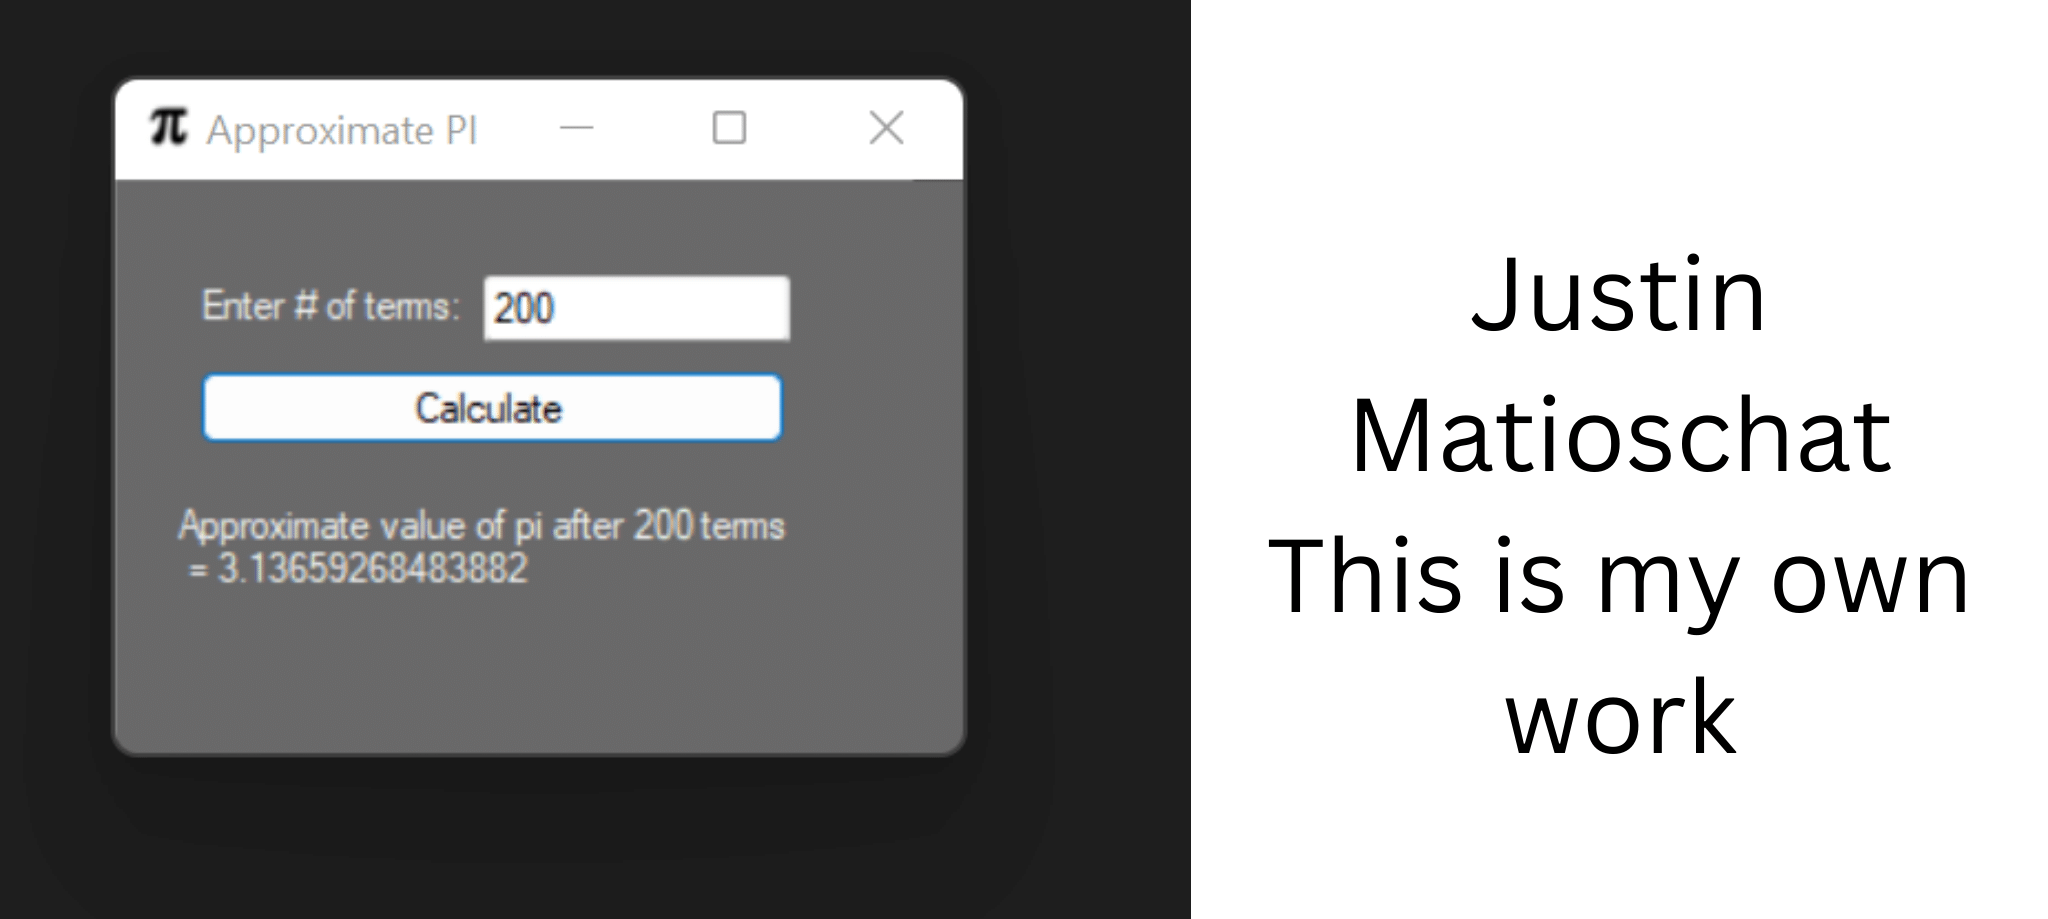 π Approximate PI
Enter # of terms: 200
Calculate
Approximate value of pi after 200 terms
= 3.13659268483882
Justin
Matioschat
This is my own
work